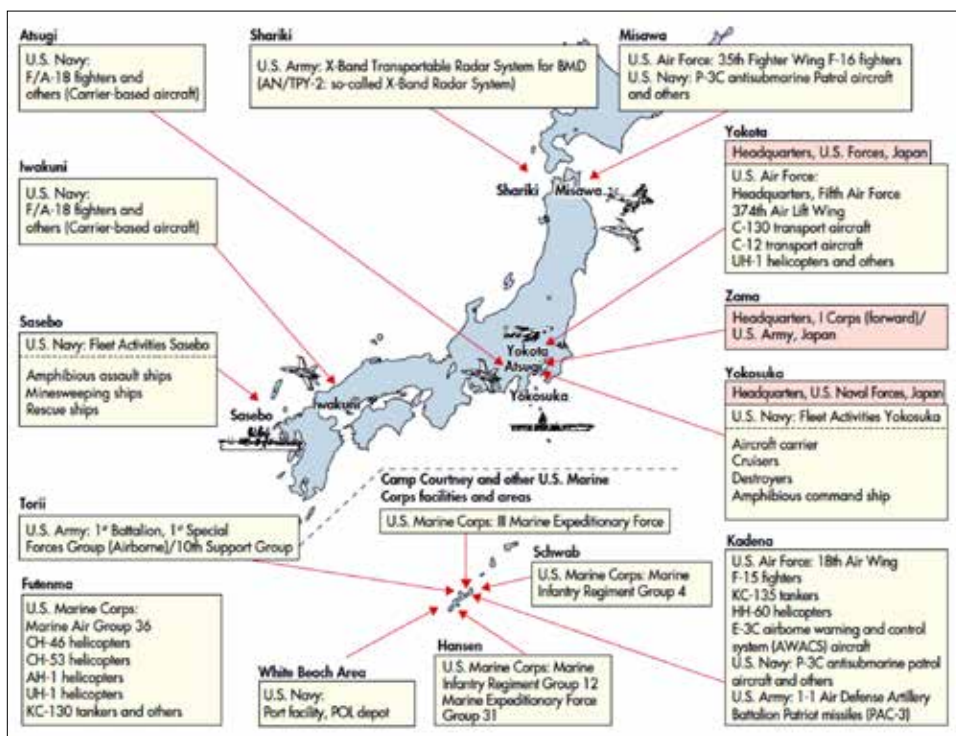 Atsugi
U.S. Navy:
F/A-18 fighters and
others (Carrier-based aircraft)
Shariki
U.S. Army: X-Band Transportable Radar System for BMD
(AN/TPY-2: so-called X-Band Radar System)
Misawa
U.S. Air Force: 35th Fighter Wing F-16 fighters
U.S. Navy: P-3C antisubmarine Patrol aircraft
and others
Iwakuni
U.S. Navy:
F/A-18 fighters and
others (Carrier-based aircraft)
Yokota
Headquarters, U.S. Forces, Japan
U.S. Air Force:
Headquarters, Fifth Air Force
374th Air Lift Wing
C-130 transport aircraft
C-12 transport aircraft
UH-1 helicopters and others
Shariki
Misawa
Sasebo
U.S. Navy: Fleet Activities Sasebo
Amphibious assault ships
Minesweeping ships
Rescue ships
Zama
Headquarters, I Corps (forward)/
U.S. Army, Japan
Yokosuka
Headquarters, U.S. Naval Forces, Japan
U.S. Navy: Fleet Activities Yokosuka
Aircraft carrier
Cruisers
Destroyers
Amphibious command ship
Yokota
Atsugi
Yokosuka
Iwakuni
Sasebo
Torii
U.S. Army: 1st Battalion, 1st Special
Forces Group (Airborne)/10th Support Group
Camp Courtney and other U.S. Marine
Corps facilities and areas
U.S. Marine Corps: III Marine Expeditionary Force
Schwab
U.S. Marine Corps: Marine
Infantry Regiment Group 4
Kadena
U.S. Air Force: 18th Air Wing
F-15 fighters
KC-135 tankers
HH-60 helicopters
E-3C airborne warning and control
system (AWACS) aircraft
U.S. Navy: P-3C antisubmarine patrol
aircraft and others
U.S. Army: 1-1 Air Defense Artillery
Battalion Patriot missiles (PAC-3)
Futenma
U.S. Marine Corps:
Marine Air Group 36
CH-46 helicopters
CH-53 helicopters
AH-1 helicopters
UH-1 helicopters
KC-130 tankers and others
White Beach Area
U.S. Navy:
Port facility, POL depot
Hansen
U.S. Marine Corps: Marine
Infantry Regiment Group 12
Marine Expeditionary Force
Group 31